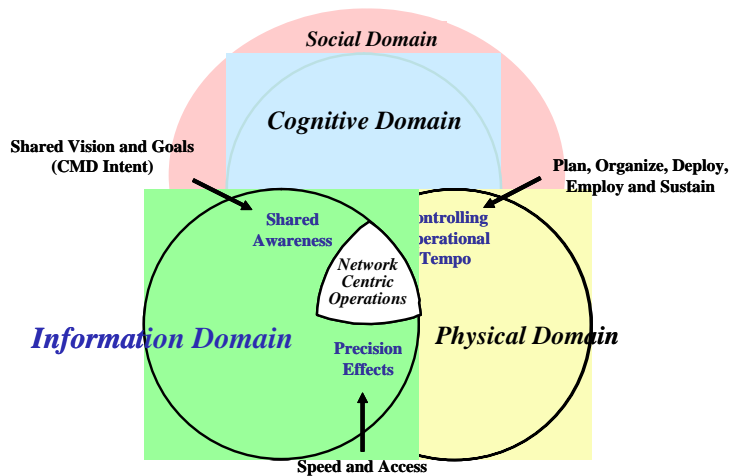 Social Domain
Cognitive Domain
Shared Vision and Goals
(CMD Intent)
Plan, Organize, Deploy,
Employ and Sustain
Shared
Awareness
ontrolling
perational
Tempo
Network
Centric
Operations
Information Domain
Physical Domain
Precision
Effects
Speed and Access